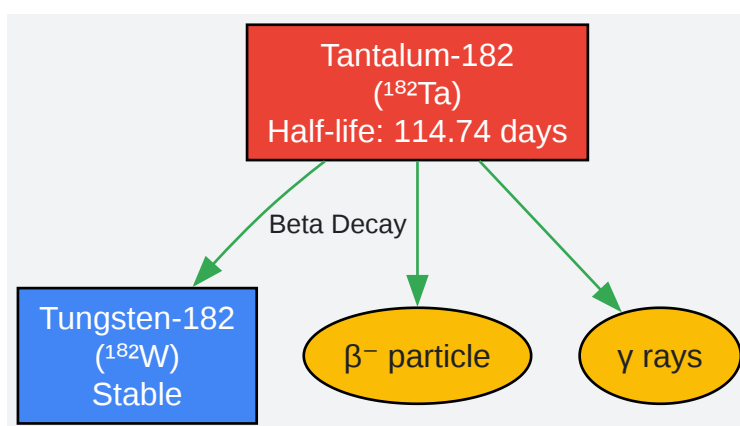 Tantalum-182
(¹⁸²Ta)
Half-life: 114.74 days
Beta Decay
Tungsten-182
(¹⁸²W)
Stable
β⁻ particle
γ rays